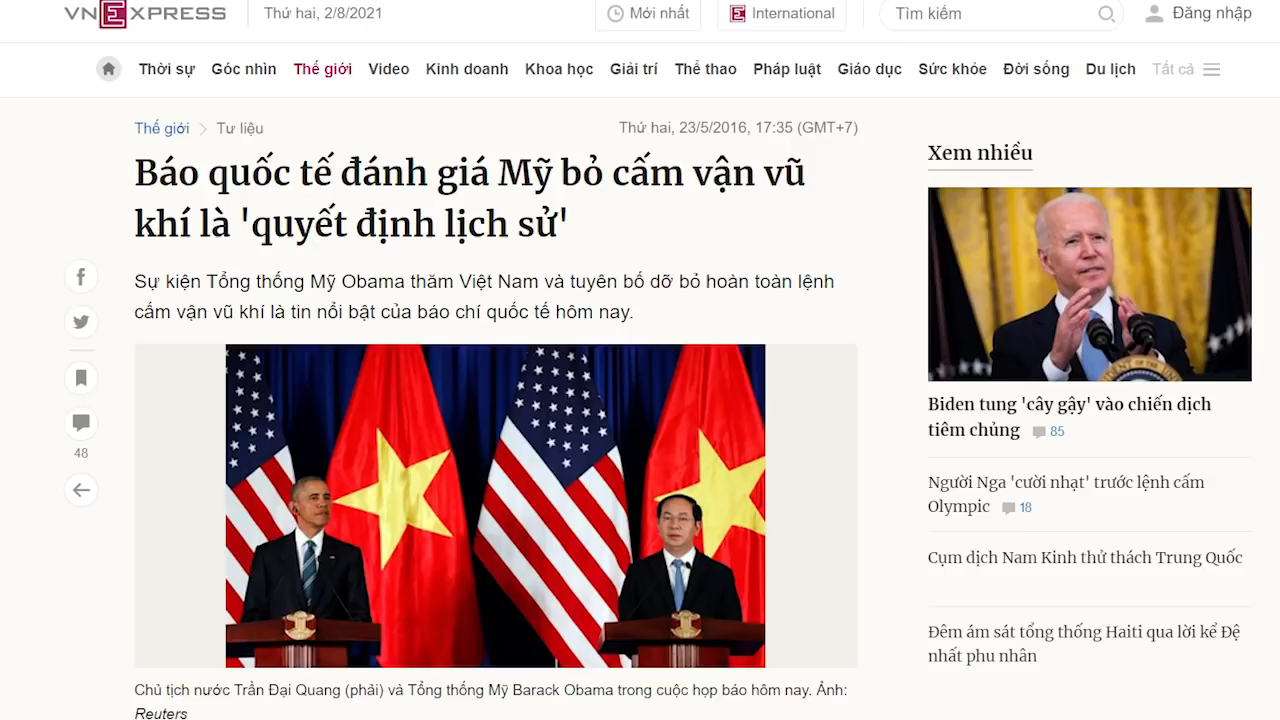 VNEXPRESS
Thứ hai, 2/8/2021
Mới nhất
E International
Tìm kiếm
Đăng nhập
Thời sự Góc nhìn Thế giới Video Kinh doanh Khoa học Giải trí Thể thao Pháp luật Giáo dục Sức khỏe Đời sống Du lịch Tất cả
Thế giới > Tư liệu
Thứ hai, 23/5/2016, 17:35 (GMT+7)
Báo quốc tế đánh giá Mỹ bỏ cấm vận vũ
khí là 'quyết định lịch sử'
Sự kiện Tổng thống Mỹ Obama thăm Việt Nam và tuyên bố dỡ bỏ hoàn toàn lệnh
cấm vận vũ khí là tin nổi bật của báo chí quốc tế hôm nay.
48
Chủ tịch nước Trần Đại Quang (phải) và Tổng thống Mỹ Barack Obama trong cuộc họp báo hôm nay. Ảnh:
Reuters
Xem nhiều
Biden tung 'cây gậy' vào chiến dịch
tiêm chủng 85
Người Nga 'cười nhạt' trước lệnh cấm
Olympic 18
Cụm dịch Nam Kinh thử thách Trung Quốc
Đêm ám sát tổng thống Haiti qua lời kể Đệ
nhất phu nhân